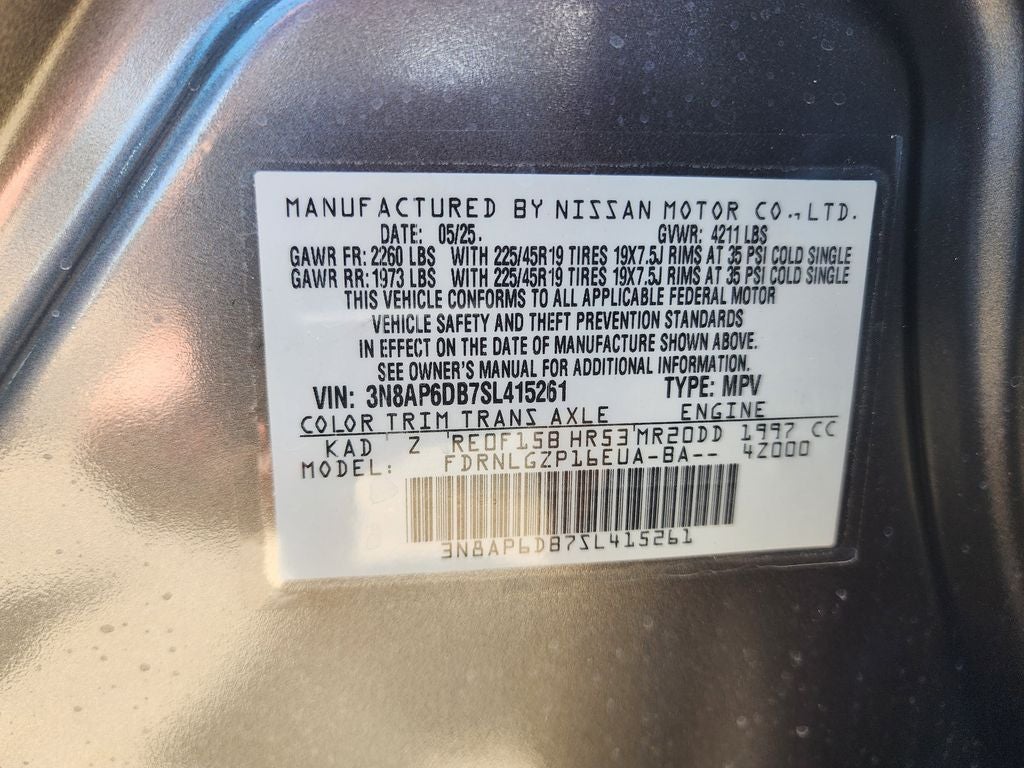 MANUFACTURED BY NISSAN MOTOR CO., LTD.
DATE: 05/25. GVWR: 4211 LBS
GAWR FR: 2260 LBS WITH 225/45R19 TIRES 19X7.5J RIMS AT 35 PSI COLD SINGLE
GAWR RR: 1973 LBS WITH 225/45R19 TIRES 19X7.5J RIMS AT 35 PSI COLD SINGLE
THIS VEHICLE CONFORMS TO ALL APPLICABLE FEDERAL MOTOR
VEHICLE SAFETY AND THEFT PREVENTION STANDARDS
IN EFFECT ON THE DATE OF MANUFACTURE SHOWN ABOVE.
SEE OWNER'S MANUAL FOR ADDITIONAL INFORMATION.
VIN: 3N8AP6DB7SL415261 TYPE: MPV
COLOR TRIM TRANS AXLE ENGINE
KAD Z RE0F15B HR53 MR20DD 1997 CC
MODEL: FDRNLGZP16EUA-BA-- 4Z000
3N8AP6DB7SL415261